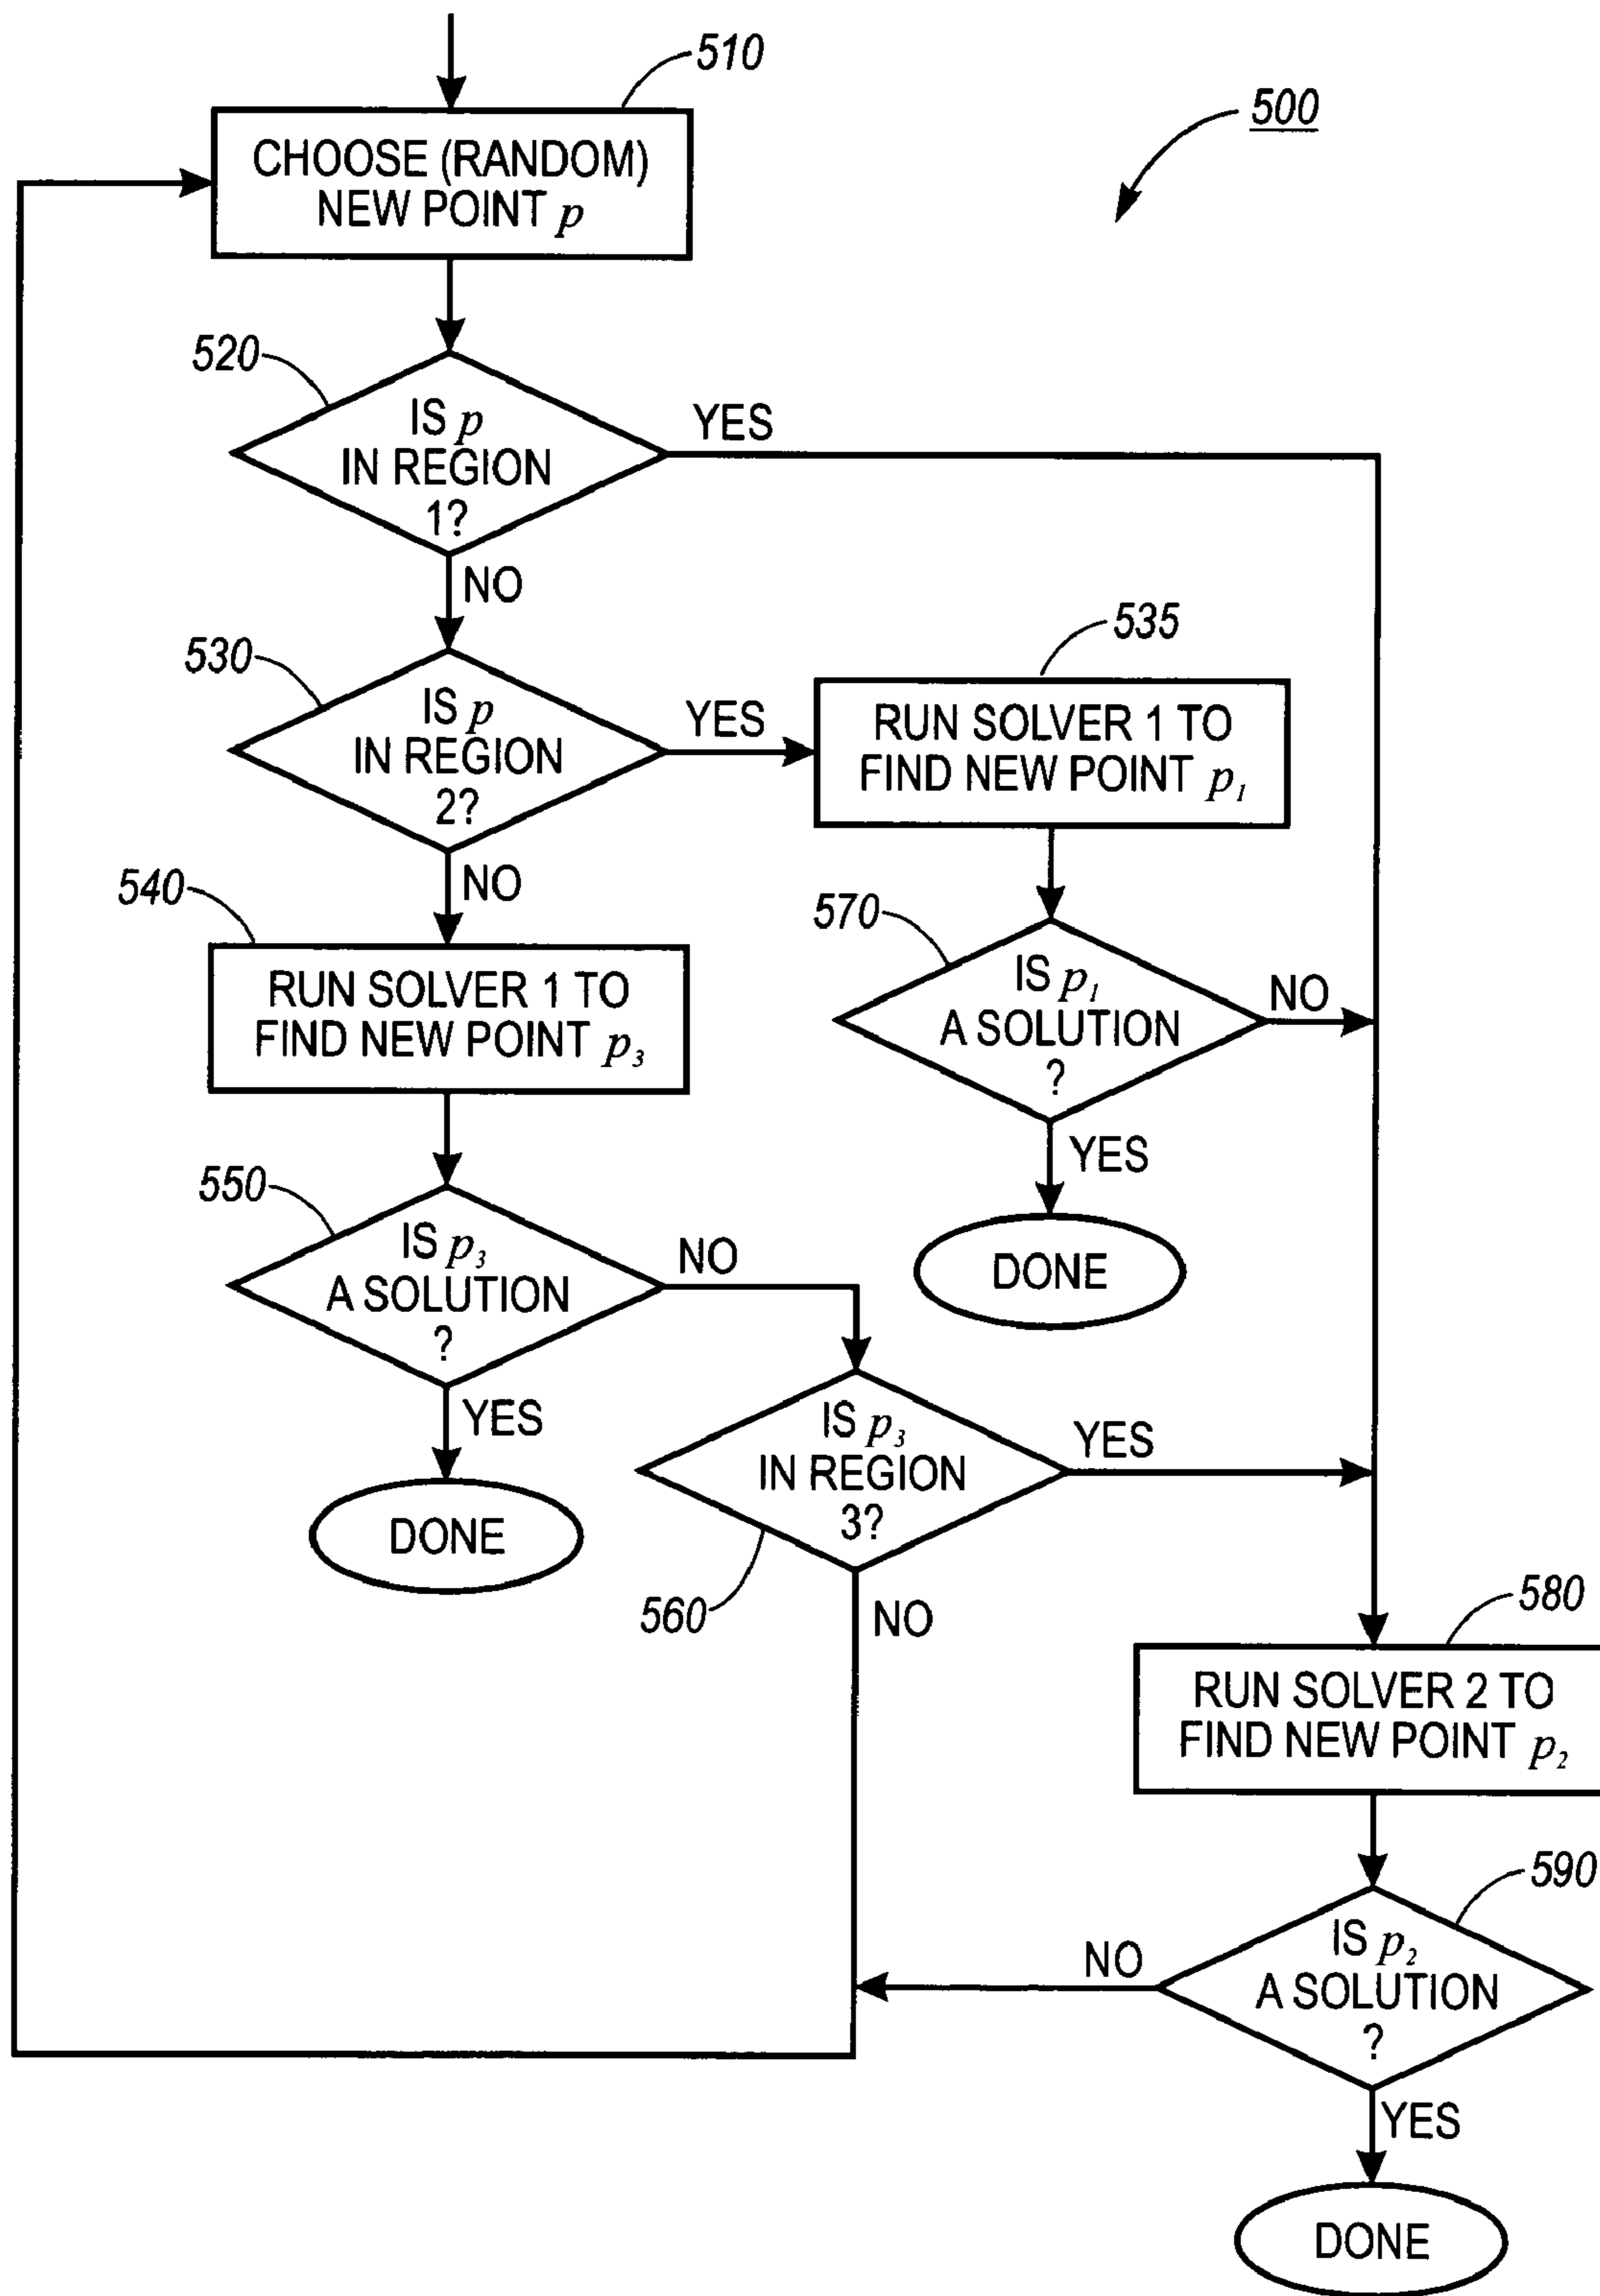 510
500
CHOOSE (RANDOM)
NEW POINT p
520
IS p
IN REGION
1?
YES
NO
530
IS p
IN REGION
2?
YES
535
RUN SOLVER 1 TO
FIND NEW POINT p₁
NO
540
RUN SOLVER 1 TO
FIND NEW POINT p₃
570
IS p₁
A SOLUTION
?
NO
YES
DONE
550
IS p₃
A SOLUTION
?
NO
YES
DONE
IS p₃
IN REGION
3?
YES
560
NO
580
RUN SOLVER 2 TO
FIND NEW POINT p₂
590
IS p₂
A SOLUTION
?
NO
YES
DONE